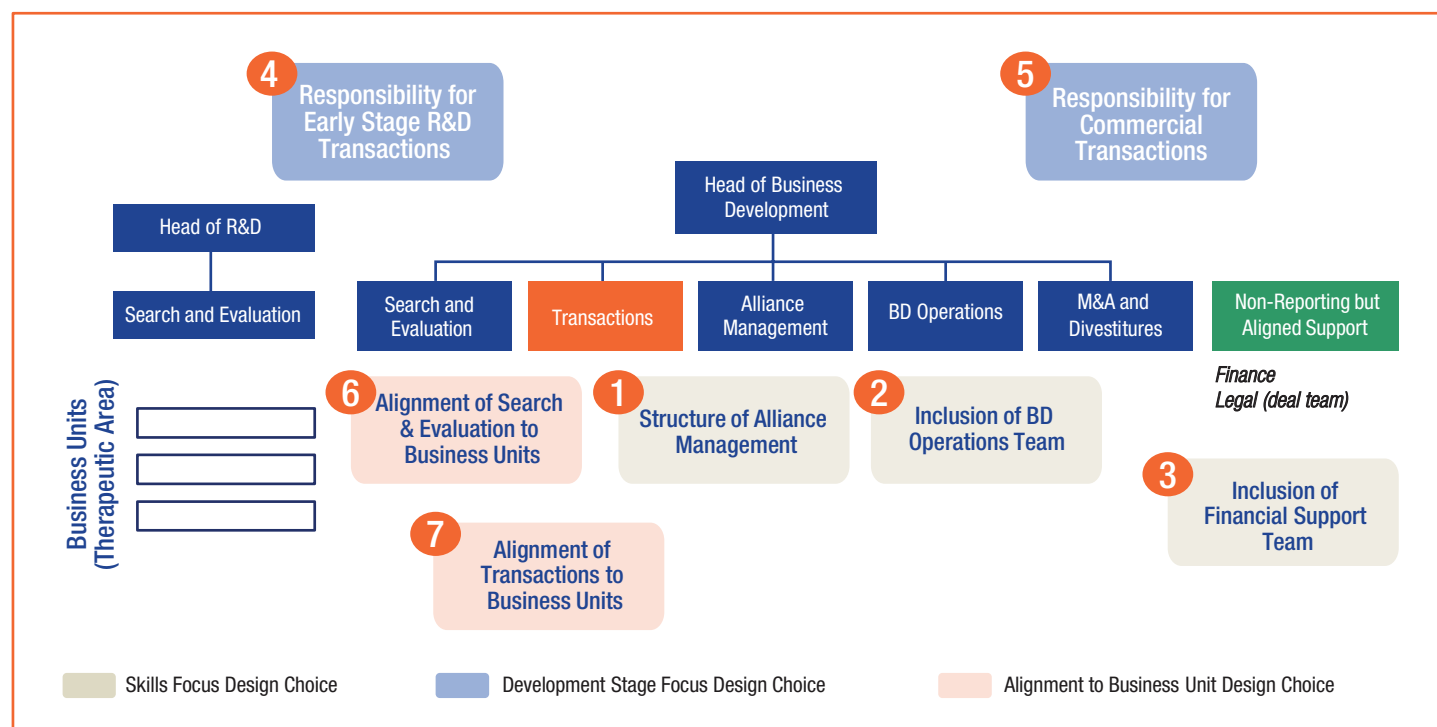 4
Responsibility for
Early Stage R&D
Transactions
5
Responsibility for
Commercial
Transactions
Head of Business
Development
Head of R&D
Search and Evaluation
Search and
Evaluation
Transactions
Alliance
Management
BD Operations
M&A and
Divestitures
Non-Reporting but
Aligned Support
Finance
Legal (deal team)
Business Units
(Therapeutic Area)
6
Alignment of Search
& Evaluation to
Business Units
1
Structure of Alliance
Management
2
Inclusion of BD
Operations Team
3
Inclusion of
Financial Support
Team
7
Alignment of
Transactions to
Business Units
Skills Focus Design Choice
Development Stage Focus Design Choice
Alignment to Business Unit Design Choice